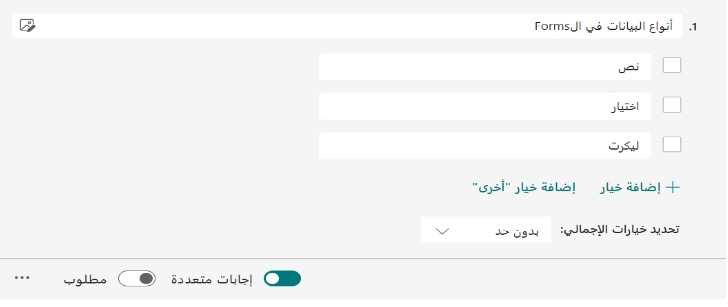 1. أنواع البيانات في الForms
نص
اختيار
ليكرت
+ إضافة خيار إضافة خيار "أخرى"
تحديد خيارات الإجمالي: بدون حد
إجابات متعددة مطلوب ...